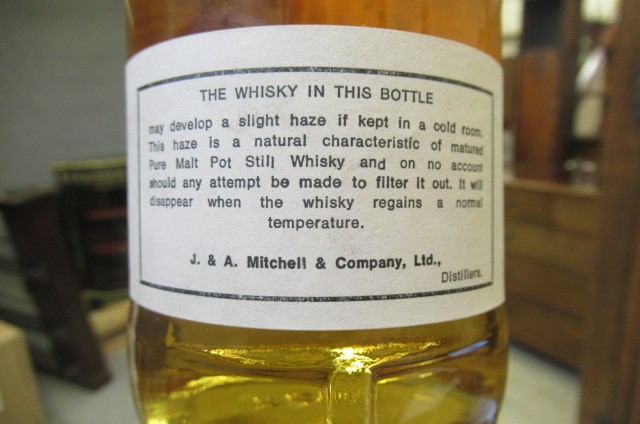 THE WHISKY IN THIS BOTTLE
may develop a slight haze if kept in a cold room.
This haze is a natural characteristic of matured
Pure Malt Pot Still Whisky and on no account
should any attempt be made to filter it out. It will
disappear when the whisky regains a normal
temperature.
J. & A. Mitchell & Company, Ltd.,
Distillers.